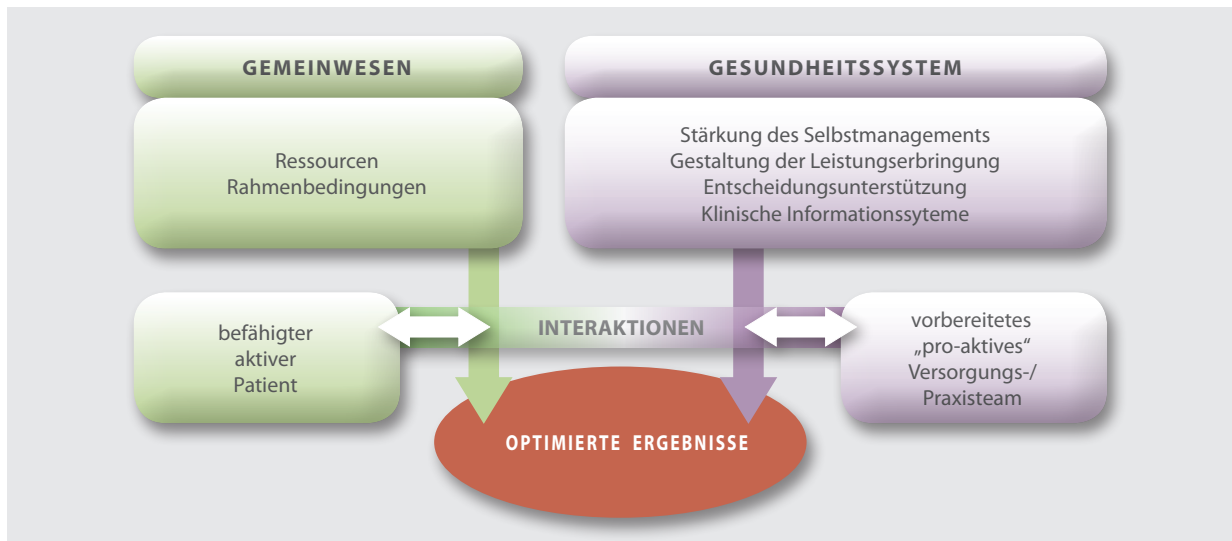 GEMEINWESEN
Ressourcen
Rahmenbedingungen
GESUNDHEITSSYSTEM
Stärkung des Selbstmanagements
Gestaltung der Leistungserbringung
Entscheidungsunterstützung
Klinische Informationssyteme
befähigter
aktiver
Patient
INTERAKTIONEN
vorbereitetes
„pro-aktives“
Versorgungs-/
Praxisteam
OPTIMIERTE ERGEBNISSE